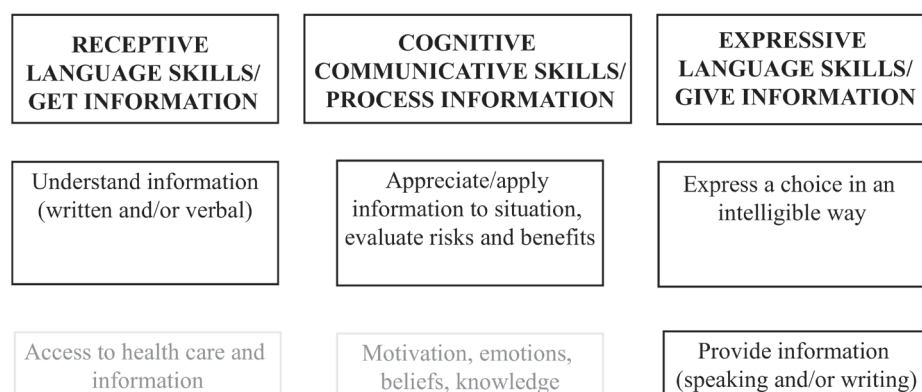 RECEPTIVE
LANGUAGE SKILLS/
GET INFORMATION
COGNITIVE
COMMUNICATIVE SKILLS/
PROCESS INFORMATION
EXPRESSIVE
LANGUAGE SKILLS/
GIVE INFORMATION
Understand information
(written and/or verbal)
Appreciate/apply
information to situation,
evaluate risks and benefits
Express a choice in an
intelligible way
Access to health care and
information
Motivation, emotions,
beliefs, knowledge
Provide information
(speaking and/or writing)